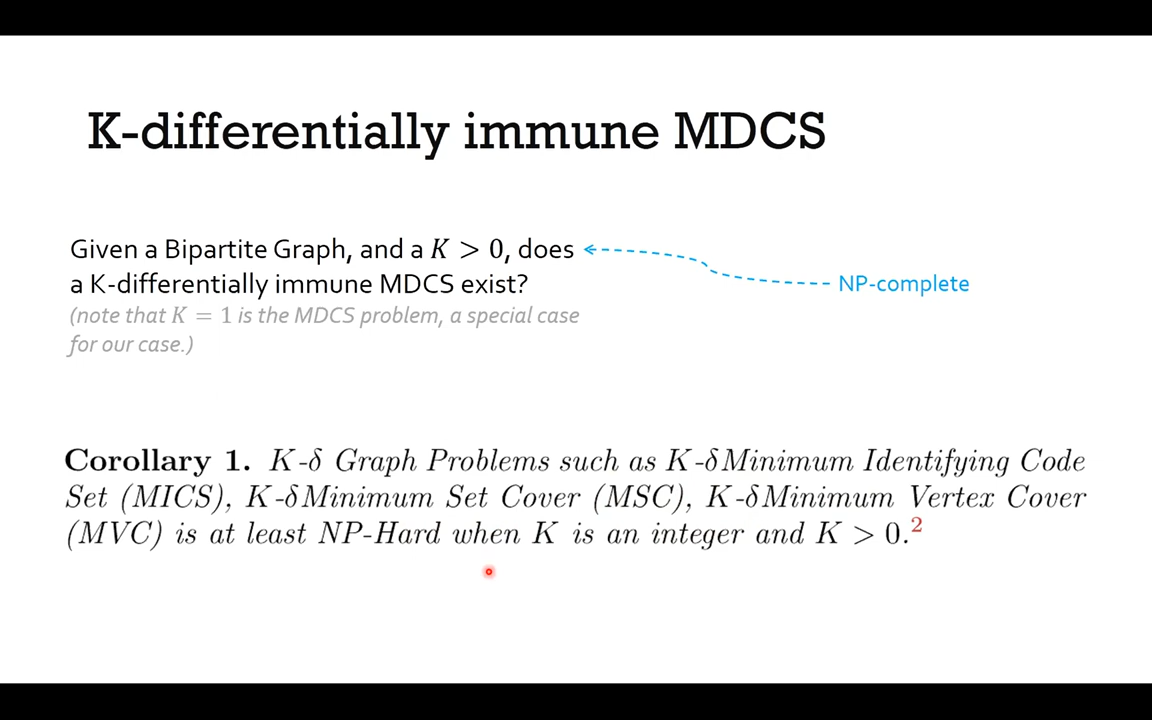 K-differentially immune MDCS
Given a Bipartite Graph, and a K > 0, does
a K-differentially immune MDCS exist?
(note that K = 1 is the MDCS problem, a special case
for our case.)
NP-complete
Corollary 1. K-δ Graph Problems such as K-δMinimum Identifying Code
Set (MICS), K-δMinimum Set Cover (MSC), K-δMinimum Vertex Cover
(MVC) is at least NP-Hard when K is an integer and K > 0.²